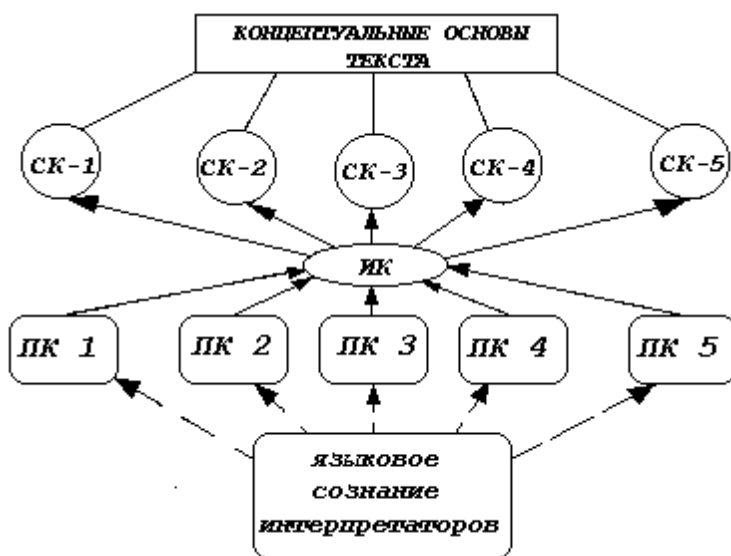 КОНЦЕПТУАЛЬНЫЕ ОСНОВЫ
ТЕКСТА
СК-1
СК-2
СК-3
СК-4
СК-5
ИК
ПК 1
ПК 2
ПК 3
ПК 4
ПК 5
языковое
сознание
интерпретаторов